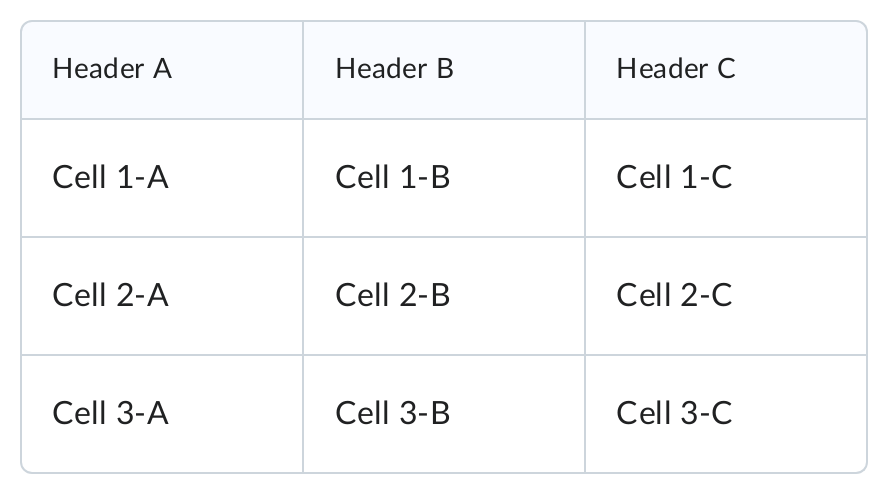 Header A Header B Header C
Cell 1-A Cell 1-B Cell 1-C
Cell 2-A Cell 2-B Cell 2-C
Cell 3-A Cell 3-B Cell 3-C